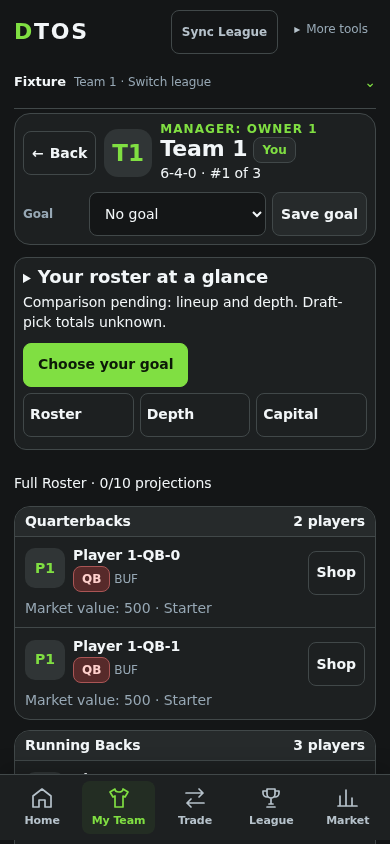 DTOS
Sync League
▸ More tools
Fixture Team 1 · Switch league
← Back
T1
MANAGER: OWNER 1
Team 1 You
6-4-0 · #1 of 3
Goal
No goal
Save goal
▸ Your roster at a glance
Comparison pending: lineup and depth. Draft-
pick totals unknown.
Choose your goal
Roster
Depth
Capital
Full Roster · 0/10 projections
Quarterbacks 2 players
P1
Player 1-QB-0
QB BUF
Shop
Market value: 500 · Starter
P1
Player 1-QB-1
QB BUF
Shop
Market value: 500 · Starter
Running Backs 3 players
Home
My Team
Trade
League
Market